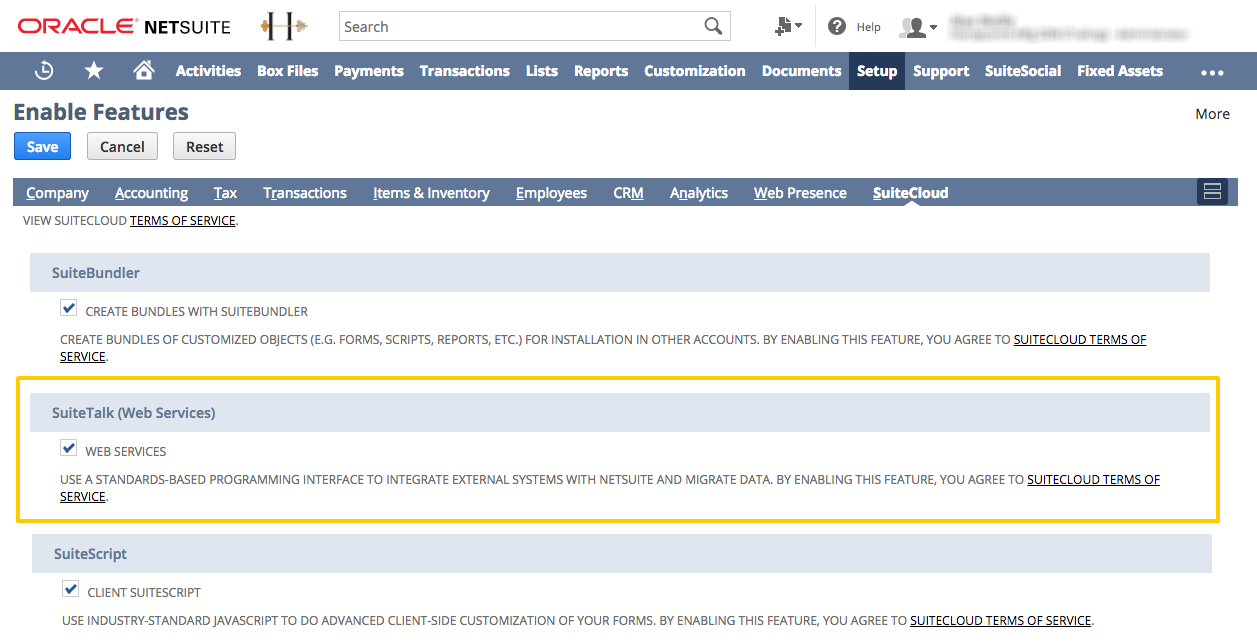 ORACLE® NETSUITE
Search
Help
Activities Box Files Payments Transactions Lists Reports Customization Documents Setup Support SuiteSocial Fixed Assets
Enable Features
More
Save Cancel Reset
Company Accounting Tax Transactions Items & Inventory Employees CRM Analytics Web Presence SuiteCloud
VIEW SUITECLOUD TERMS OF SERVICE.
SuiteBundler
CREATE BUNDLES WITH SUITEBUNDLER
CREATE BUNDLES OF CUSTOMIZED OBJECTS (E.G. FORMS, SCRIPTS, REPORTS, ETC.) FOR INSTALLATION IN OTHER ACCOUNTS. BY ENABLING THIS FEATURE, YOU AGREE TO SUITECLOUD TERMS OF
SERVICE.
SuiteTalk (Web Services)
WEB SERVICES
USE A STANDARDS-BASED PROGRAMMING INTERFACE TO INTEGRATE EXTERNAL SYSTEMS WITH NETSUITE AND MIGRATE DATA. BY ENABLING THIS FEATURE, YOU AGREE TO SUITECLOUD TERMS OF
SERVICE.
SuiteScript
CLIENT SUITESCRIPT
USE INDUSTRY-STANDARD JAVASCRIPT TO DO ADVANCED CLIENT-SIDE CUSTOMIZATION OF YOUR FORMS. BY ENABLING THIS FEATURE, YOU AGREE TO SUITECLOUD TERMS OF SERVICE.